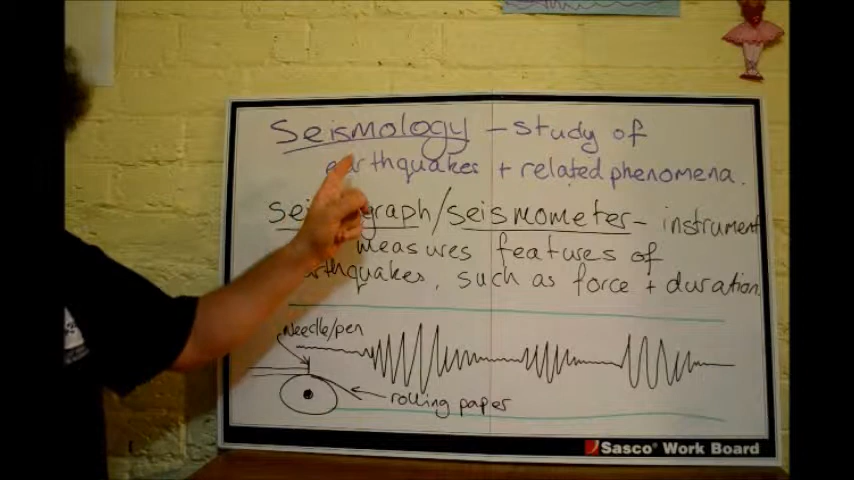 Seismology - study of
earthquakes + related phenomena.
graph/seismometer - instrument
measures features of
earthquakes, such as force + duration
Needle/pen
rolling paper
Sasco Work Board